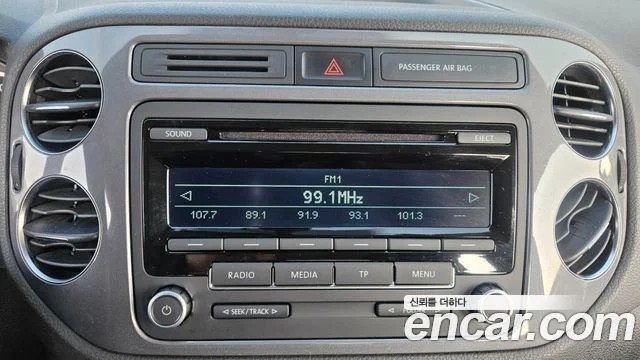 PASSENGER AIR BAG
SOUND
EJECT
FM1
99.1MHz
107.7 89.1 91.9 93.1 101.3 ---
RADIO MEDIA TP MENU
SEEK/TRACK
신뢰를 더하다
encar.com